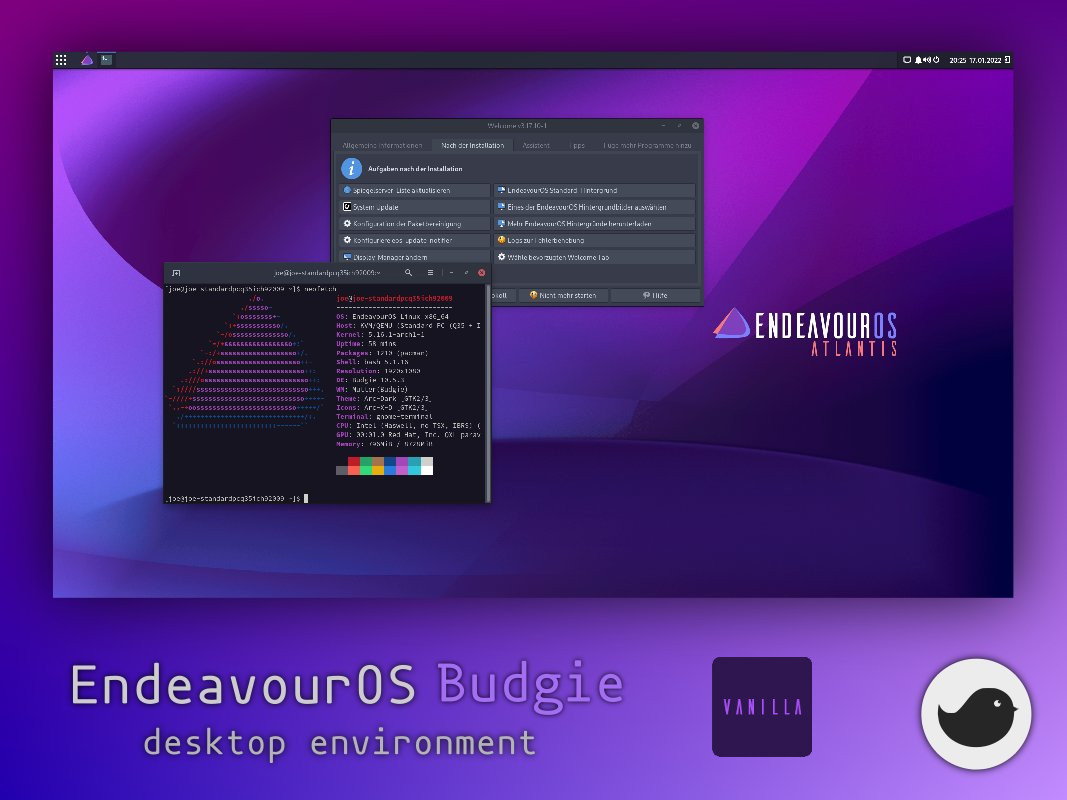 20:25 17.01.2022
Welcome v3.17.10-1
Allgemeine Informationen Nach der Installation Assistent Tipps Füge mehr Programme hinzu
Aufgaben nach der Installation
Spiegelserver-Liste aktualisieren EndeavourOS Standard-Hintergrund
System Update Eines der EndeavourOS Hintergrundbilder auswählen
Konfiguration der Paketbereinigung Mehr EndeavourOS Hintergründe herunterladen
Konfiguriere eos-update-notifier Logs zur Fehlerbehebung
Display-Manager ändern Wähle bevorzugten Welcome-Tab
Nicht mehr starten Hilfe
joe@joe-standardpcq35ich92009:~
[joe@joe-standardpcq35ich92009 ~]$ neofetch
joe@joe-standardpcq35ich92009
OS: EndeavourOS Linux x86_64
Host: KVM/QEMU (Standard PC (Q35 + I
Kernel: 5.16.1-arch1-1
Uptime: 58 mins
Packages: 1210 (pacman)
Shell: bash 5.1.16
Resolution: 1920x1080
DE: Budgie 10.5.3
WM: Mutter(Budgie)
Theme: Arc-Dark [GTK2/3]
Icons: Arc-X-D [GTK2/3]
Terminal: gnome-terminal
CPU: Intel (Haswell, no TSX, IBRS) (
GPU: 00:01.0 Red Hat, Inc. QXL parav
Memory: 796MiB / 8728MiB
[joe@joe-standardpcq35ich92009 ~]$
ENDEAVOUROS
ATLANTIS
EndeavourOS Budgie
desktop environment
VANILLA